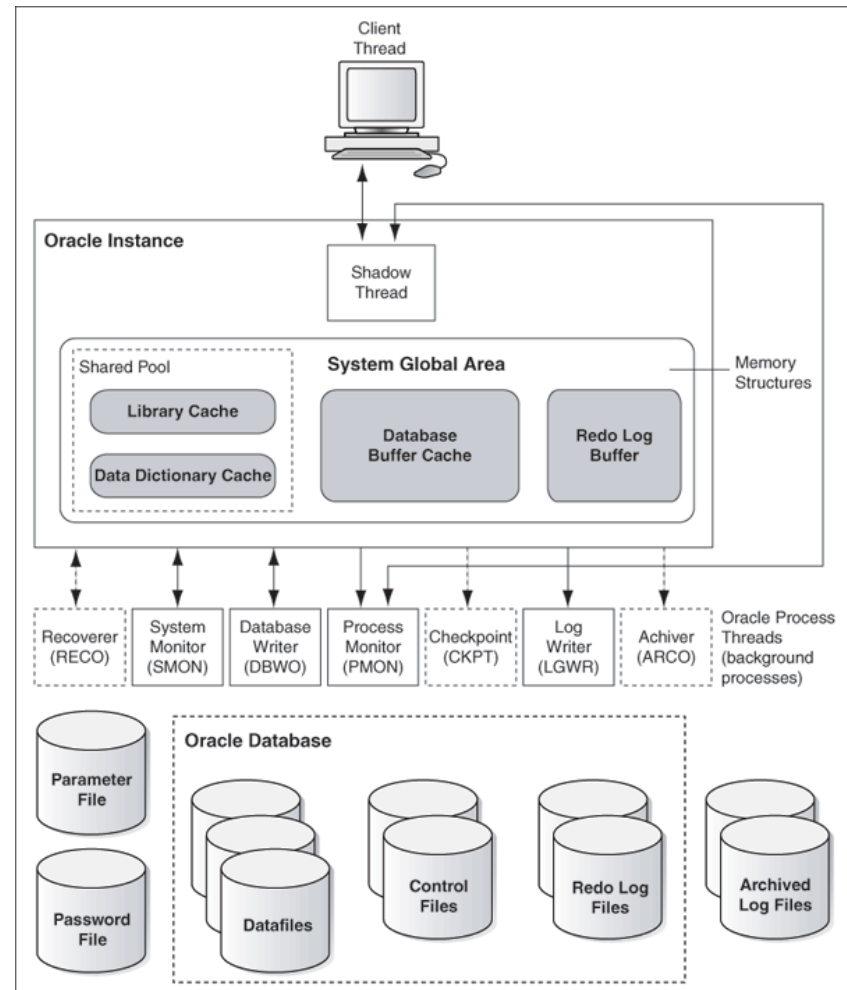 Client
Thread
Oracle Instance
Shadow
Thread
Shared Pool
System Global Area
Memory
Structures
Library Cache
Database
Buffer Cache
Redo Log
Buffer
Data Dictionary Cache
Recoverer
(RECO)
System
Monitor
(SMON)
Database
Writer
(DBWO)
Process
Monitor
(PMON)
Checkpoint
(CKPT)
Log
Writer
(LGWR)
Achiver
(ARCO)
Oracle Process
Threads
(background
processes)
Oracle Database
Parameter
File
Password
File
Datafiles
Control
Files
Redo Log
Files
Archived
Log Files